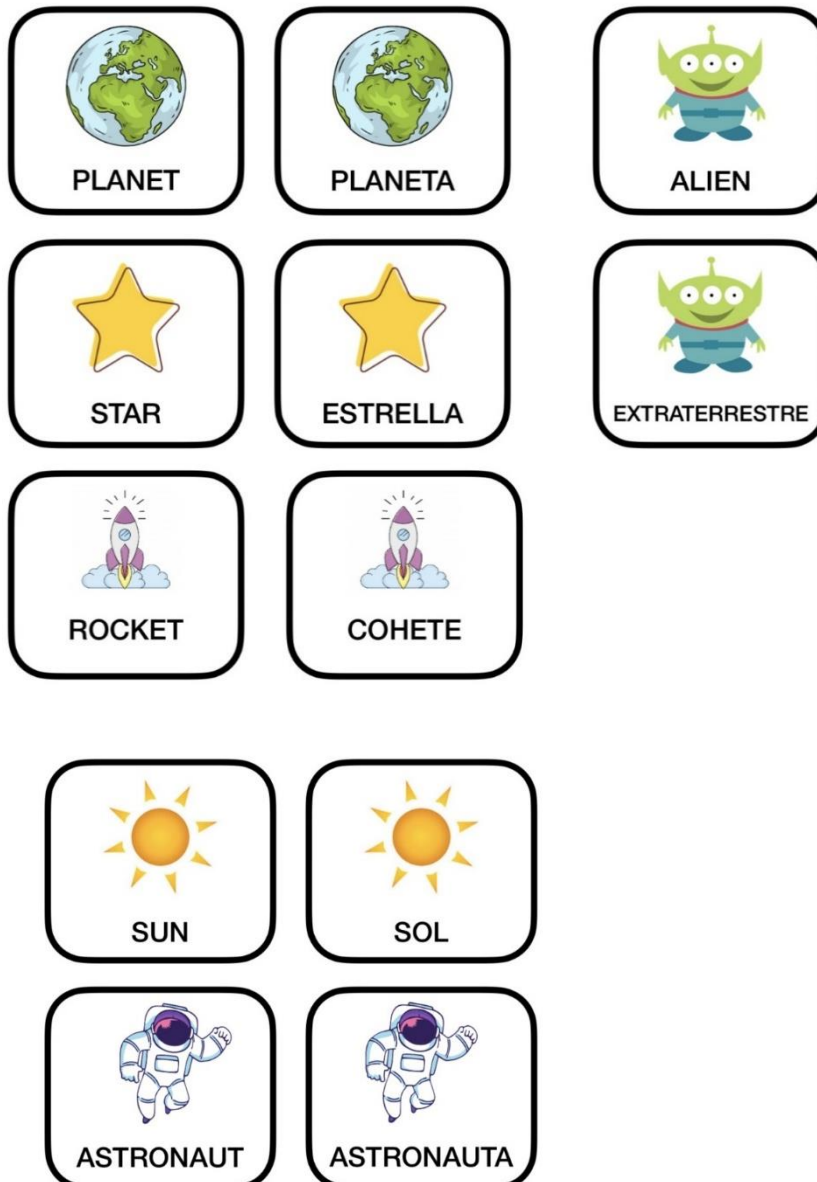 PLANET
PLANETA
ALIEN
STAR
ESTRELLA
EXTRATERRESTRE
ROCKET
COHETE
SUN
SOL
ASTRONAUT
ASTRONAUTA